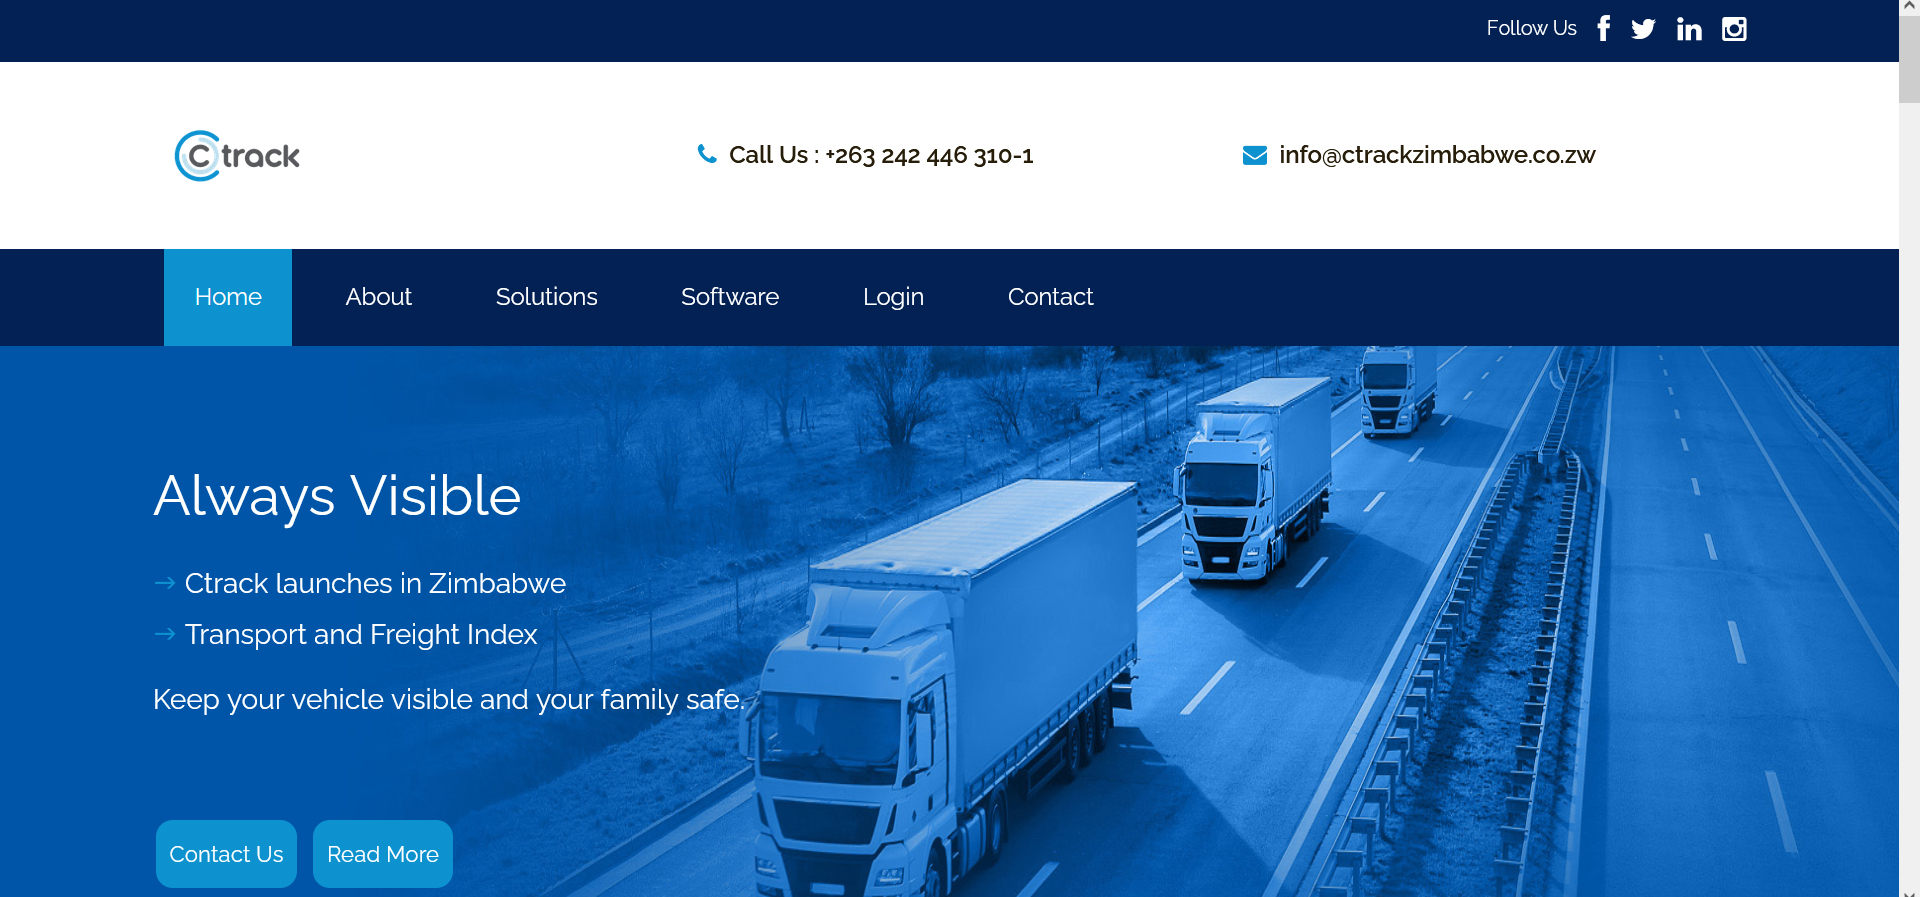 Follow Us
Ctrack
Call Us : +263 242 446 310-1
info@ctrackzimbabwe.co.zw
Home
About
Solutions
Software
Login
Contact
Always Visible
→ Ctrack launches in Zimbabwe
→ Transport and Freight Index
Keep your vehicle visible and your family safe.
Contact Us
Read More